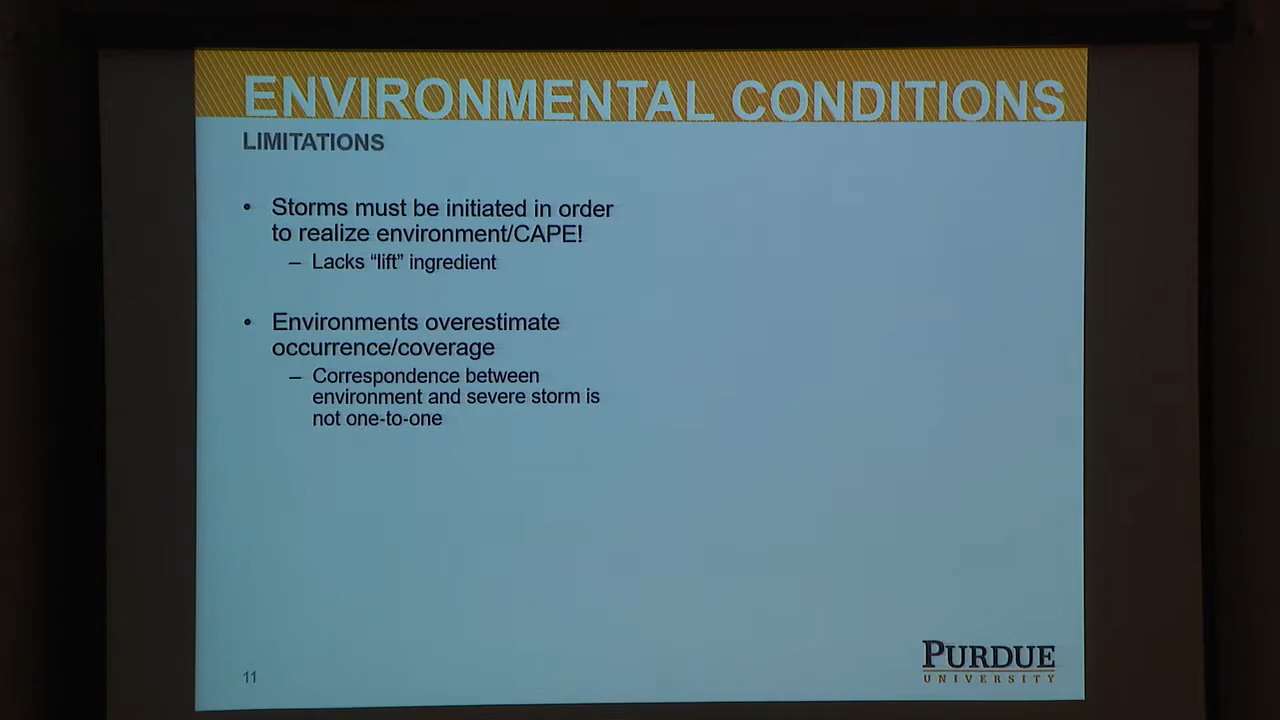 ENVIRONMENTAL CONDITIONS
LIMITATIONS
• Storms must be initiated in order
to realize environment/CAPE!
– Lacks “lift” ingredient
• Environments overestimate
occurrence/coverage
– Correspondence between
environment and severe storm is
not one-to-one
11
PURDUE
UNIVERSITY